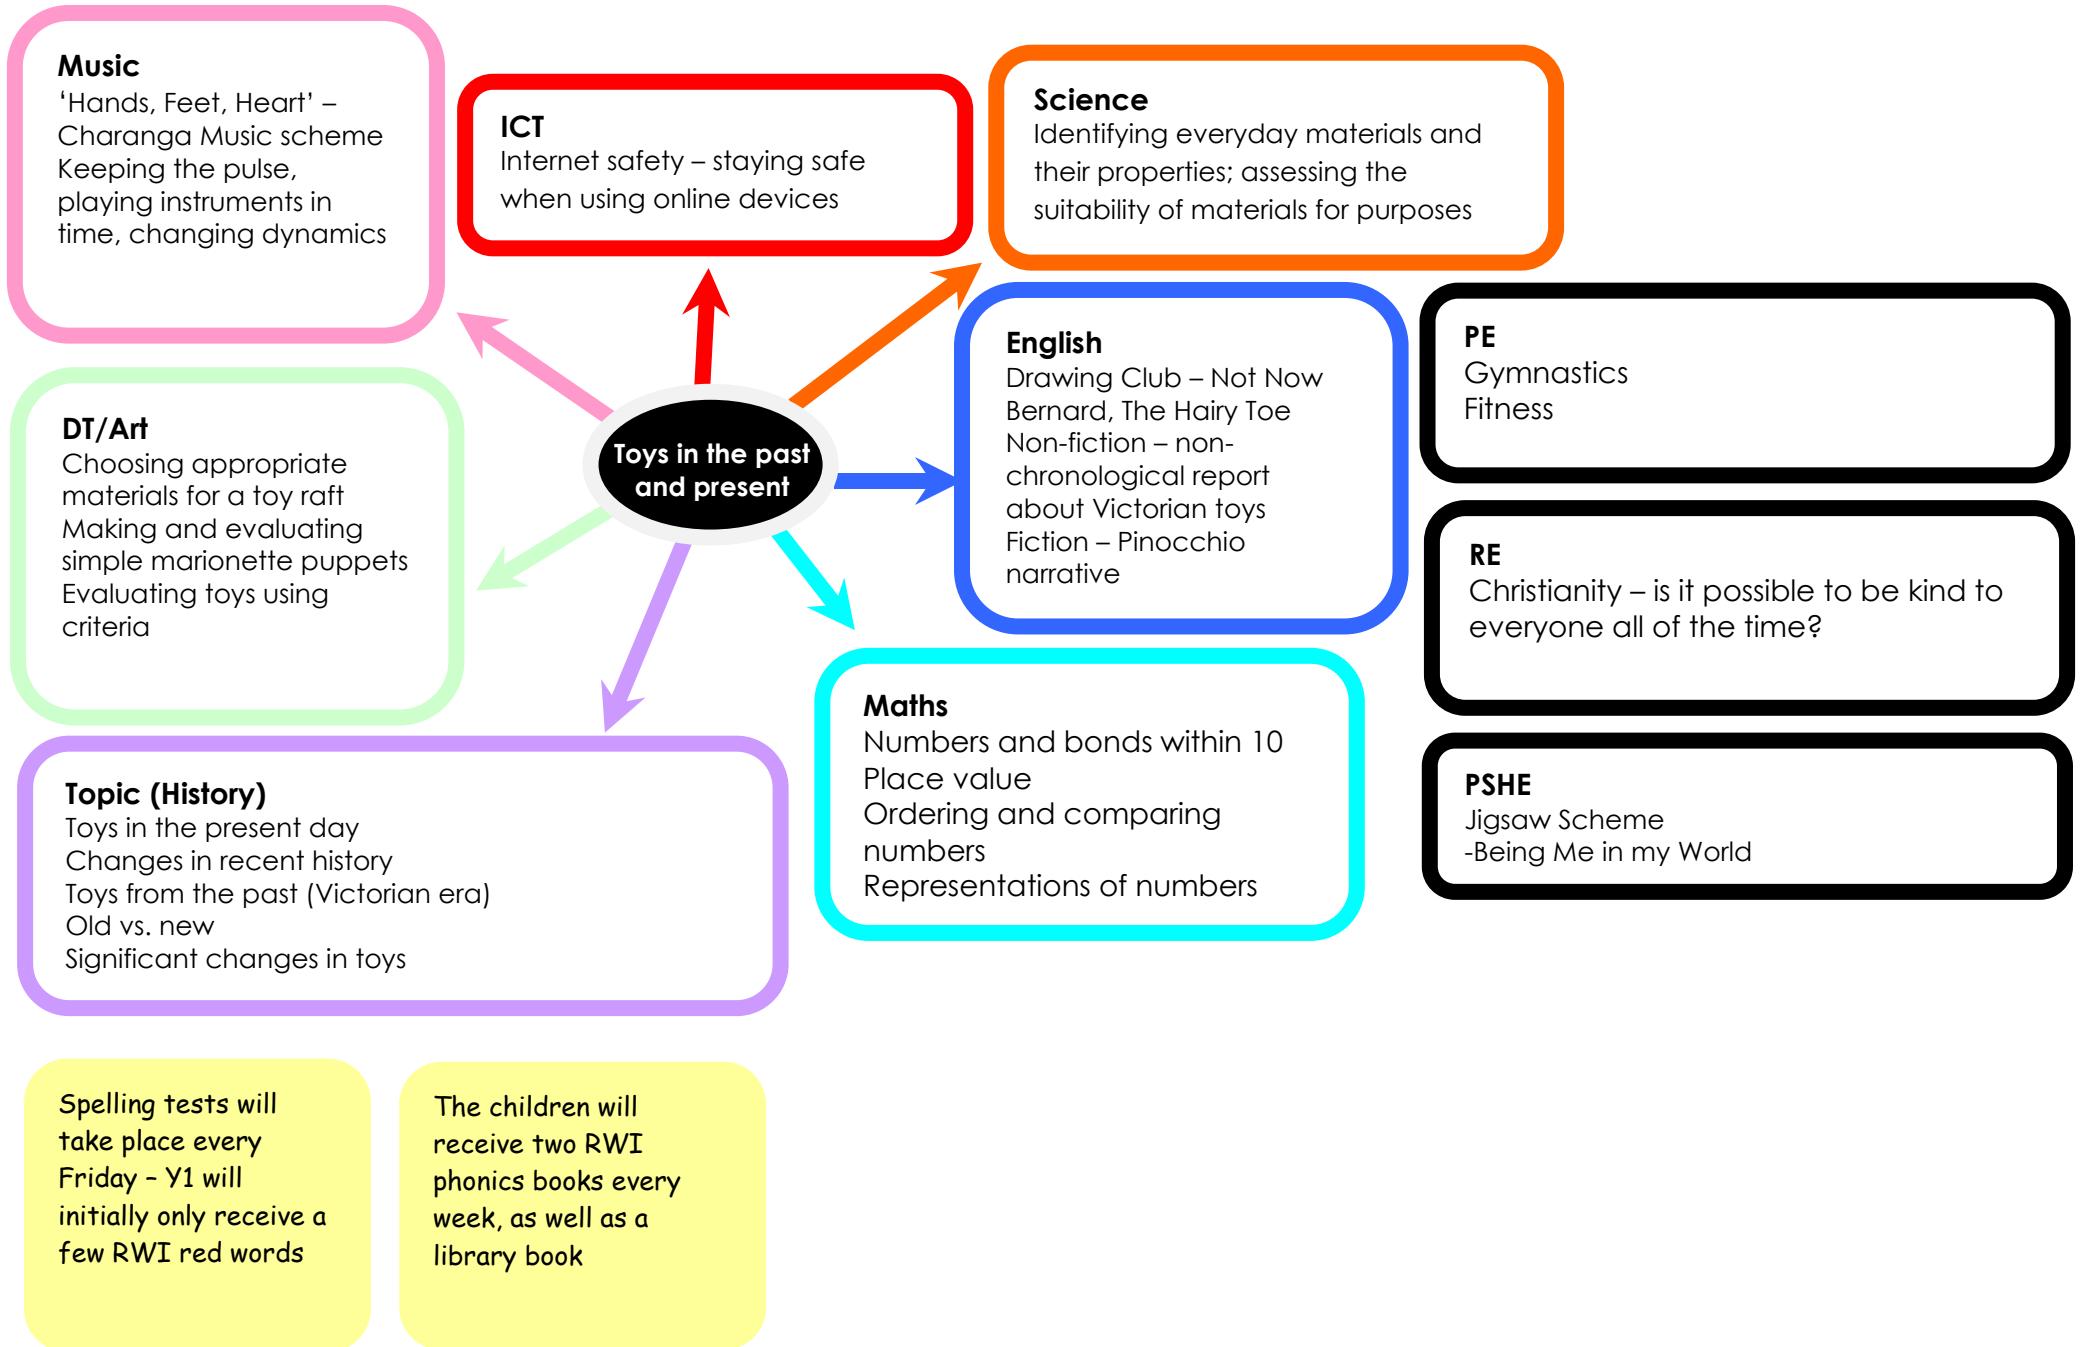 Music
‘Hands, Feet, Heart’ –
Charanga Music scheme
Keeping the pulse,
playing instruments in
time, changing dynamics
ICT
Internet safety – staying safe
when using online devices
Science
Identifying everyday materials and
their properties; assessing the
suitability of materials for purposes
English
Drawing Club – Not Now
Bernard, The Hairy Toe
Non-fiction – non-
chronological report
about Victorian toys
Fiction – Pinocchio
narrative
PE
Gymnastics
Fitness
DT/Art
Choosing appropriate
materials for a toy raft
Making and evaluating
simple marionette puppets
Evaluating toys using
criteria
Toys in the past
and present
RE
Christianity – is it possible to be kind to
everyone all of the time?
Maths
Numbers and bonds within 10
Place value
Ordering and comparing
numbers
Representations of numbers
PSHE
Jigsaw Scheme
-Being Me in my World
Topic (History)
Toys in the present day
Changes in recent history
Toys from the past (Victorian era)
Old vs. new
Significant changes in toys
Spelling tests will
take place every
Friday – Y1 will
initially only receive a
few RWI red words
The children will
receive two RWI
phonics books every
week, as well as a
library book